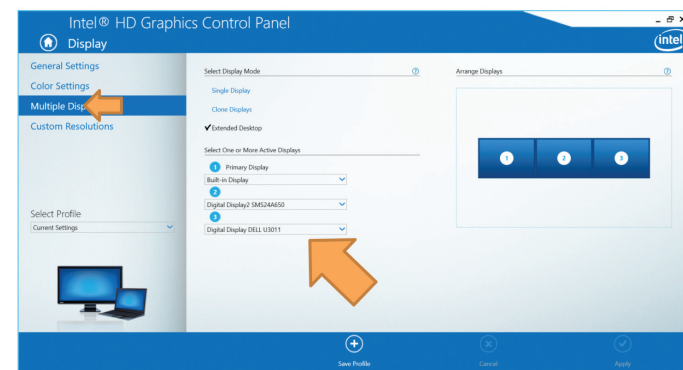 Intel® HD Graphics Control Panel
Display
intel
General Settings
Color Settings
Multiple Disp
Custom Resolutions
Select Profile
Current Settings
Select Display Mode
Single Display
Clone Displays
Extended Desktop
Select One or More Active Displays
1 Primary Display
Built-in Display
2
Digital Display2 SMS24A650
3
Digital Display DELL U3011
Arrange Displays
1 2 3
Save Profile
Cancel
Apply